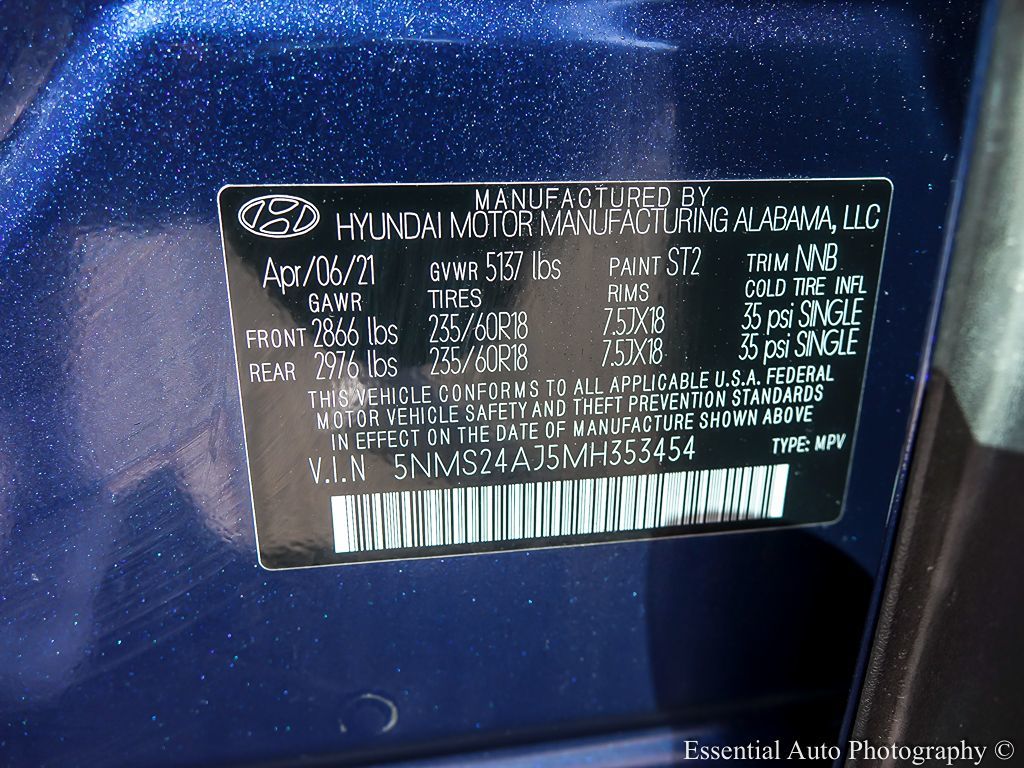 MANUFACTURED BY
HYUNDAI MOTOR MANUFACTURING ALABAMA, LLC
Apr/06/21 GVWR 5137 lbs PAINT ST2 TRIM NNB
GAWR TIRES RIMS COLD TIRE INFL
FRONT 2866 lbs 235/60R18 7.5JX18 35 psi SINGLE
REAR 2976 lbs 235/60R18 7.5JX18 35 psi SINGLE
THIS VEHICLE CONFORMS TO ALL APPLICABLE U.S.A. FEDERAL
MOTOR VEHICLE SAFETY AND THEFT PREVENTION STANDARDS
IN EFFECT ON THE DATE OF MANUFACTURE SHOWN ABOVE
V.I.N 5NMS24AJ5MH353454 TYPE: MPV
Essential Auto Photography ©